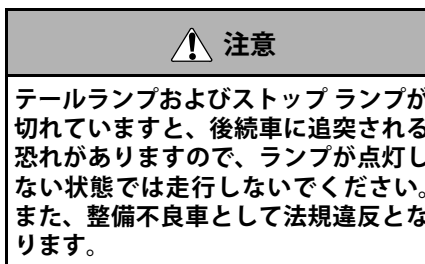 注意
テールランプおよびストップ ランプが
切れていますと、後続車に追突される
恐れがありますので、ランプが点灯し
ない状態では走行しないでください。
また、整備不良車として法規違反とな
ります。